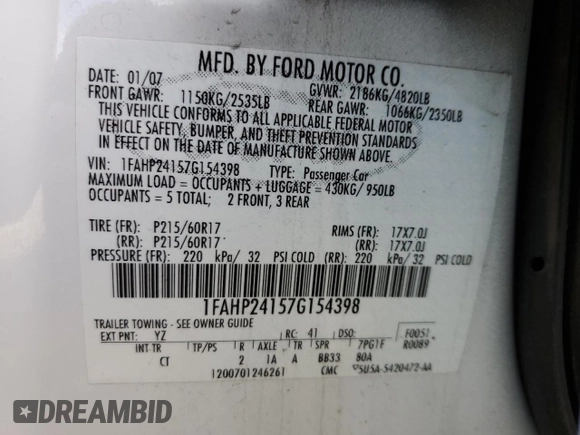 MFD. BY FORD MOTOR CO.
DATE: 01/07 GVWR: 2186KG/4820LB
FRONT GAWR: 1150KG/2535LB REAR GAWR: 1066KG/2350LB
THIS VEHICLE CONFORMS TO ALL APPLICABLE FEDERAL MOTOR
VEHICLE SAFETY, BUMPER, AND THEFT PREVENTION STANDARDS
IN EFFECT ON THE DATE OF MANUFACTURE SHOWN ABOVE.
VIN: 1FAHP24157G154398 TYPE: Passenger Car
MAXIMUM LOAD = OCCUPANTS + LUGGAGE = 430KG/950LB
OCCUPANTS = 5 TOTAL: 2 FRONT, 3 REAR
TIRE (FR): P215/60R17 RIMS (FR): 17X7.0J
(RR): P215/60R17 (RR): 17X7.0J
PRESSURE (FR): 220 kPa/ 32 PSI COLD (RR): 220 kPa/ 32 PSI COLD
1FAHP24157G154398
TRAILER TOWING - SEE OWNER GUIDE
EXT PNT: YZ RC: 41 DSO: F0051
INT TR TP/PS R AXLE TR SPR 7PG1F R0089
CT 2 1A A BB33 80A
1200701246261 CMC 5U5A-5420472-AA
DREAMBID